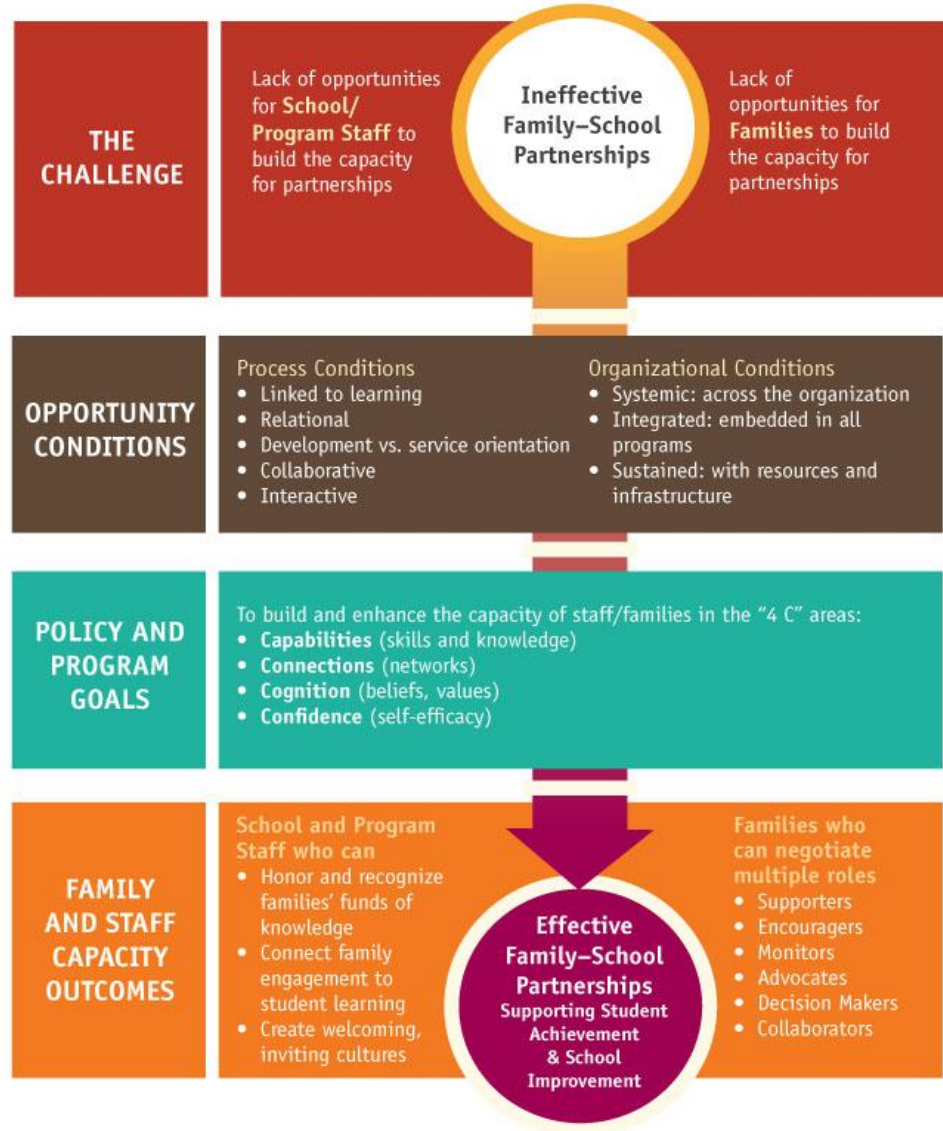 THE
CHALLENGE
Lack of opportunities
for School/
Program Staff to
build the capacity
for partnerships
Ineffective
Family–School
Partnerships
Lack of
opportunities for
Families to build
the capacity for
partnerships
OPPORTUNITY
CONDITIONS
Process Conditions
• Linked to learning
• Relational
• Development vs. service orientation
• Collaborative
• Interactive
Organizational Conditions
• Systemic: across the organization
• Integrated: embedded in all
programs
• Sustained: with resources and
infrastructure
POLICY AND
PROGRAM
GOALS
To build and enhance the capacity of staff/families in the “4 C” areas:
• Capabilities (skills and knowledge)
• Connections (networks)
• Cognition (beliefs, values)
• Confidence (self-efficacy)
FAMILY
AND STAFF
CAPACITY
OUTCOMES
School and Program
Staff who can
• Honor and recognize
families’ funds of
knowledge
• Connect family
engagement to
student learning
• Create welcoming,
inviting cultures
Effective
Family–School
Partnerships
Supporting Student
Achievement
& School
Improvement
Families who
can negotiate
multiple roles
• Supporters
• Encouragers
• Monitors
• Advocates
• Decision Makers
• Collaborators